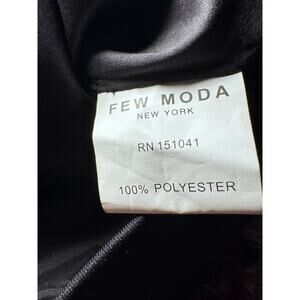 FEW MODA
NEW YORK
RN 151041
100% POLYESTER